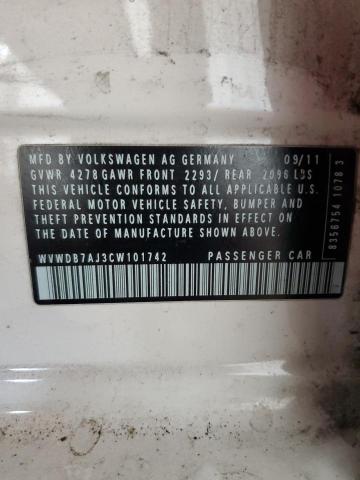 MFD BY VOLKSWAGEN AG GERMANY 09/11
GVWR 4278 GAWR FRONT 2293/ REAR 2096 LBS
THIS VEHICLE CONFORMS TO ALL APPLICABLE U.S.
FEDERAL MOTOR VEHICLE SAFETY, BUMPER AND
THEFT PREVENTION STANDARDS IN EFFECT ON
THE DATE OF MANUFACTURE SHOWN ABOVE.
WVWDB7AJ3CW101742 PASSENGER CAR
8356754 1078 3